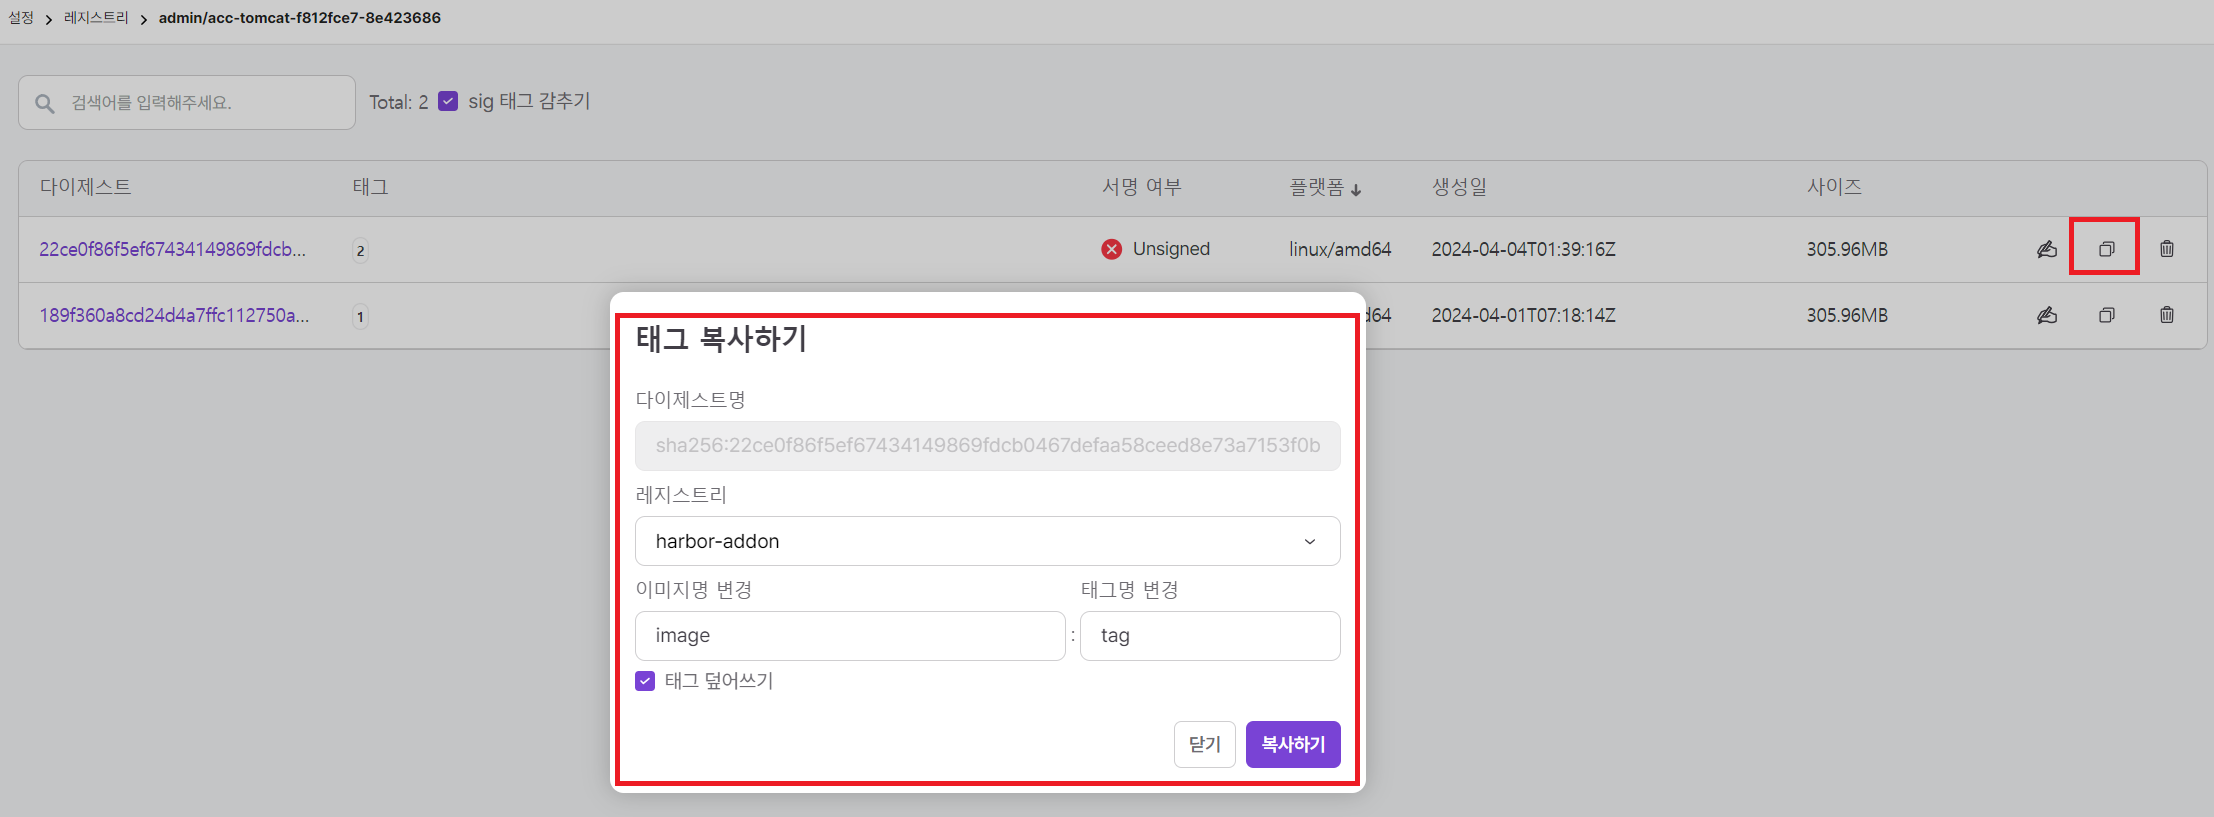 설정 > 레지스트리 > admin/acc-tomcat-f812fce7-8e423686
검색어를 입력해주세요. Total: 2 sig 태그 감추기
다이제스트 태그 서명 여부 플랫폼 생성일 사이즈
22ce0f86f5ef67434149869fdcb... 2 Unsigned linux/amd64 2024-04-04T01:39:16Z 305.96MB
189f360a8cd24d4a7ffc112750a... 1 d64 2024-04-01T07:18:14Z 305.96MB
태그 복사하기
다이제스트명
sha256:22ce0f86f5ef67434149869fdcb0467defaa58ceed8e73a7153f0b
레지스트리
harbor-addon
이미지명 변경 태그명 변경
image : tag
태그 덮어쓰기
닫기 복사하기